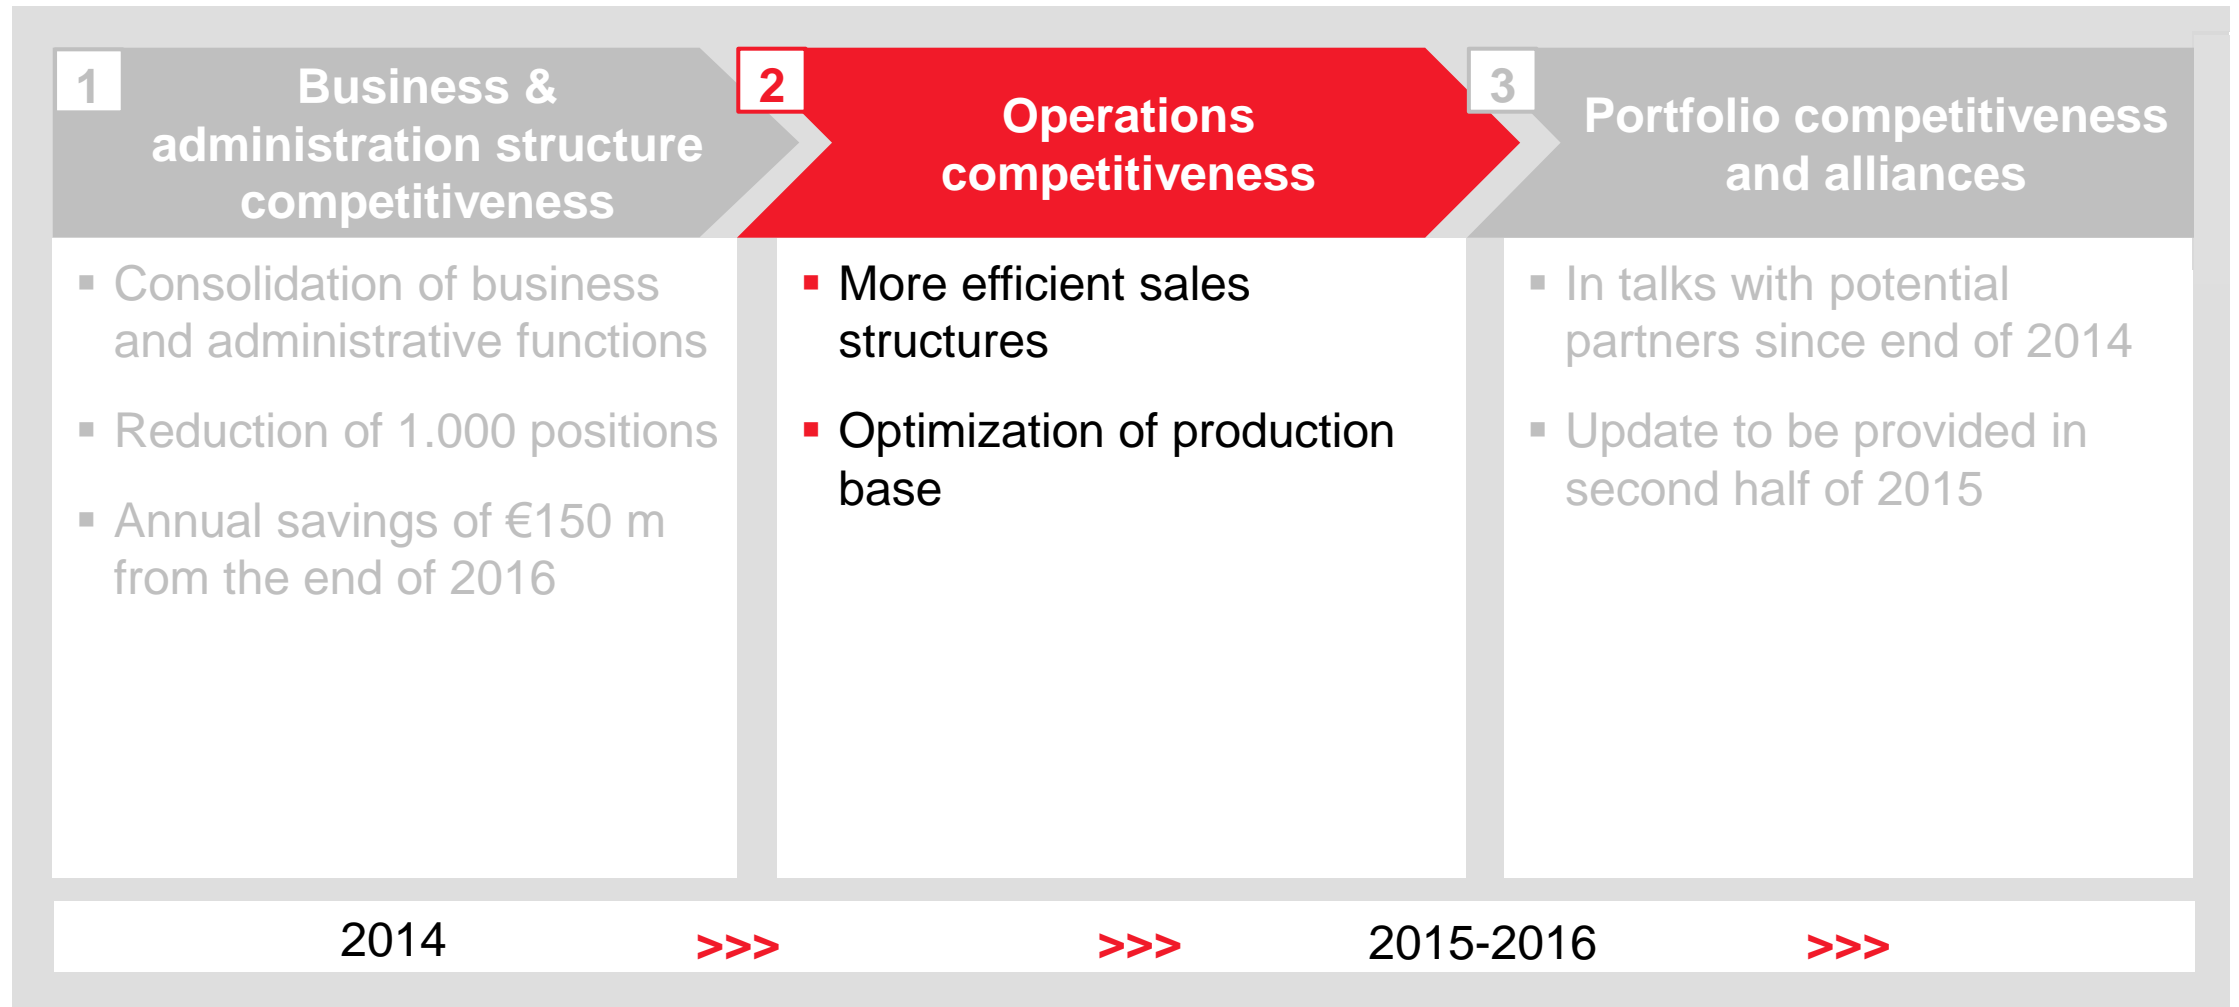 1
Business &
administration structure
competitiveness
▪ Consolidation of business
and administrative functions
▪ Reduction of 1.000 positions
▪ Annual savings of €150 m
from the end of 2016
2
Operations
competitiveness
▪ More efficient sales
structures
▪ Optimization of production
base
3
Portfolio competitiveness
and alliances
▪ In talks with potential
partners since end of 2014
▪ Update to be provided in
second half of 2015
2014 >>> >>> 2015-2016 >>>